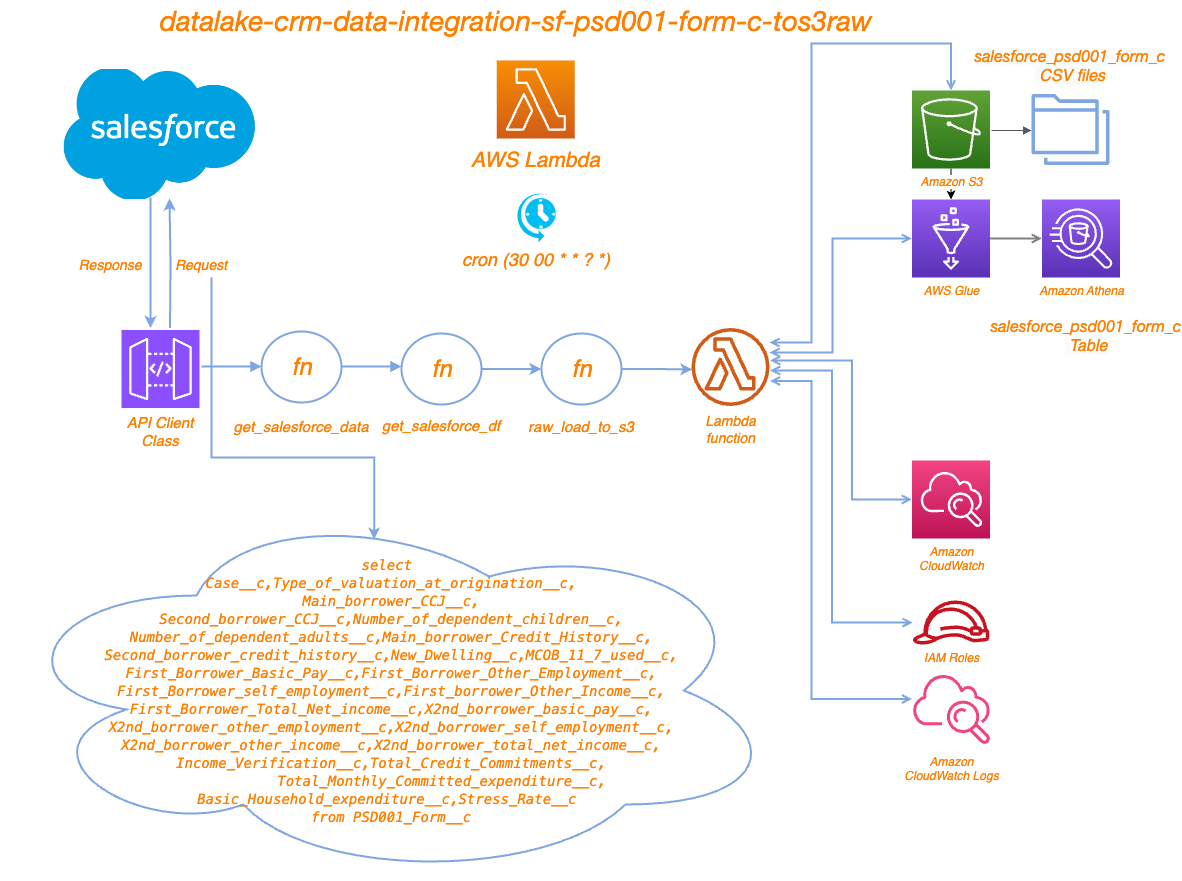 datalake-crm-data-integration-sf-psd001-form-c-tos3raw
salesforce
AWS Lambda
cron (30 00 * * ? *)
salesforce_psd001_form_c
CSV files
Amazon S3
AWS Glue
Amazon Athena
salesforce_psd001_form_c
Table
Response
Request
API Client
Class
fn
get_salesforce_data
fn
get_salesforce_df
fn
raw_load_to_s3
Lambda
function
Amazon
CloudWatch
IAM Roles
Amazon
CloudWatch Logs
select
Case__c,Type_of_valuation_at_origination__c,
Main_borrower_CCJ__c,
Second_borrower_CCJ__c,Number_of_dependent_children__c,
Number_of_dependent_adults__c,Main_borrower_Credit_History__c,
Second_borrower_credit_history__c,New_Dwelling__c,MCOB_11_7_used__c,
First_Borrower_Basic_Pay__c,First_Borrower_Other_Employment__c,
First_Borrower_self_employment__c,First_borrower_Other_Income__c,
First_Borrower_Total_Net_income__c,X2nd_borrower_basic_pay__c,
X2nd_borrower_other_employment__c,X2nd_borrower_self_employment__c,
X2nd_borrower_other_income__c,X2nd_borrower_total_net_income__c,
Income_Verification__c,Total_Credit_Commitments__c,
Total_Monthly_Committed_expenditure__c,
Basic_Household_expenditure__c,Stress_Rate__c
from PSD001_Form__c